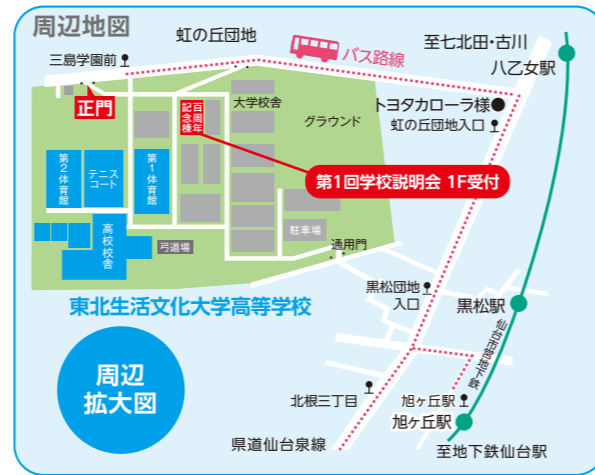 周辺地図
虹の丘団地
バス路線
至七北田・古川
八乙女駅
三島学園前
正門
百周年
記念棟
大学校舎
グラウンド
トヨタカローラ様
虹の丘団地入口
第1回学校説明会 1F受付
第2体育館
テニス
コート
第1体育館
高校校舎
弓道場
駐車場
通用門
東北生活文化大学高等学校
黒松団地
入口
黒松駅
仙台市営地下鉄
周辺
拡大図
北根三丁目
旭ヶ丘駅
旭ヶ丘駅
県道仙台泉線
至地下鉄仙台駅